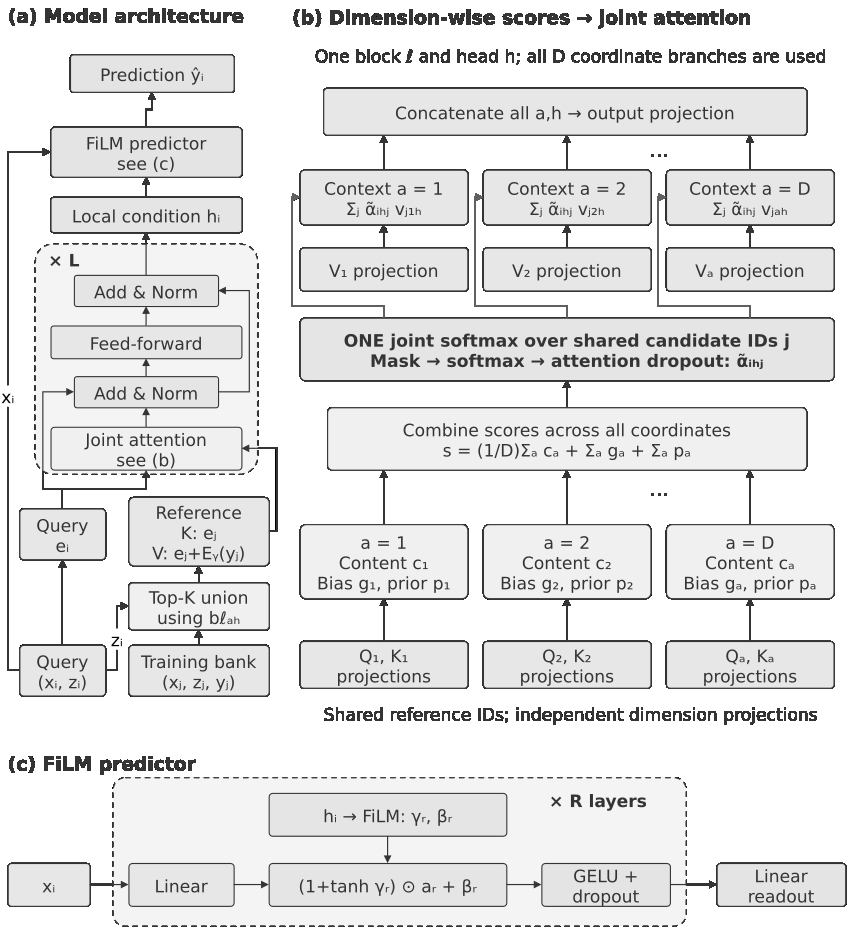 (a) Model architecture
Prediction ŷᵢ
FiLM predictor
see (c)
Local condition hᵢ
× L
Add & Norm
Feed-forward
Add & Norm
Joint attention
see (b)
xᵢ
Query
eᵢ
Reference
K: eⱼ
V: eⱼ+Eᵧ(yⱼ)
Top-K union
using bℓₐₕ
zᵢ
Query
(xᵢ, zᵢ)
Training bank
(xⱼ, zⱼ, yⱼ)
(b) Dimension-wise scores → joint attention
One block ℓ and head h; all D coordinate branches are used
Concatenate all a,h → output projection
...
Context a = 1
Σⱼ α̃ᵢₕⱼ vⱼ₁ₕ
Context a = 2
Σⱼ α̃ᵢₕⱼ vⱼ₂ₕ
Context a = D
Σⱼ α̃ᵢₕⱼ vⱼₐₕ
V₁ projection
V₂ projection
Vₐ projection
ONE joint softmax over shared candidate IDs j
Mask → softmax → attention dropout: α̃ᵢₕⱼ
Combine scores across all coordinates
s = (1/D)Σₐ cₐ + Σₐ gₐ + Σₐ pₐ
...
a = 1
Content c₁
Bias g₁, prior p₁
a = 2
Content c₂
Bias g₂, prior p₂
a = D
Content cₐ
Bias gₐ, prior pₐ
Q₁, K₁
projections
Q₂, K₂
projections
Qₐ, Kₐ
projections
Shared reference IDs; independent dimension projections
(c) FiLM predictor
× R layers
hᵢ → FiLM: γᵣ, βᵣ
xᵢ
Linear
(1+tanh γᵣ) ⊙ aᵣ + βᵣ
GELU +
dropout
Linear
readout